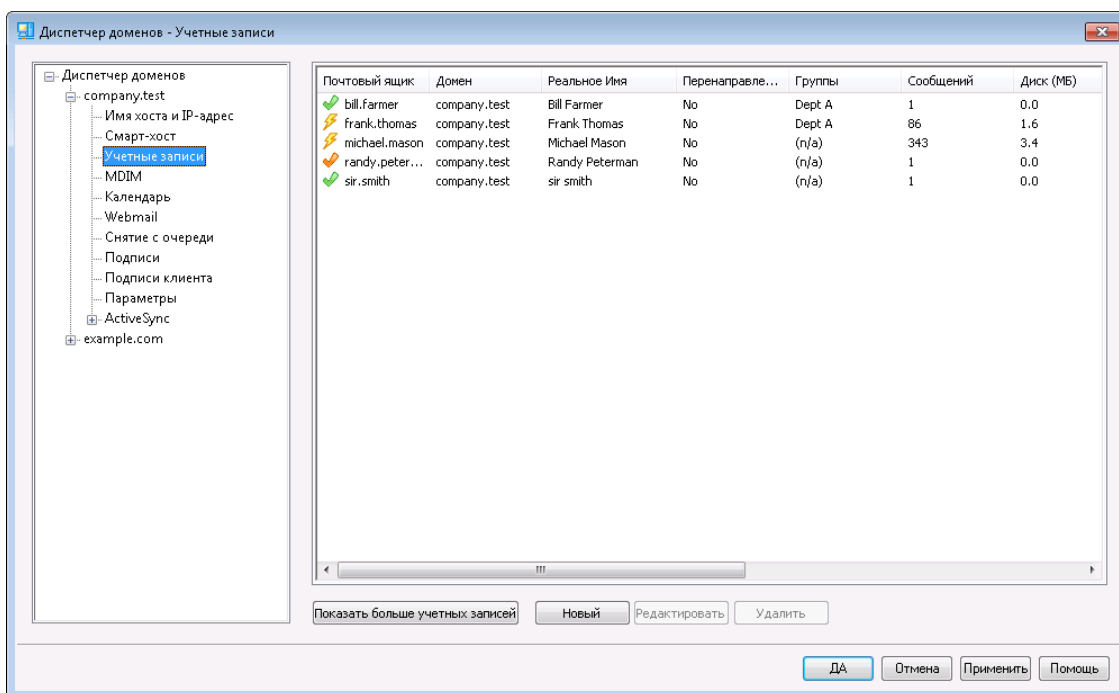 Диспетчер доменов - Учетные записи
Диспетчер доменов
company.test
Имя хоста и IP-адрес
Смарт-хост
Учетные записи
MDIM
Календарь
Webmail
Снятие с очереди
Подписи
Подписи клиента
Параметры
ActiveSync
example.com
Почтовый ящик Домен Реальное Имя Перенаправле... Группы Сообщений Диск (МБ)
bill.farmer company.test Bill Farmer No Dept A 1 0.0
frank.thomas company.test Frank Thomas No Dept A 86 1.6
michael.mason company.test Michael Mason No (n/a) 343 3.4
randy.peter... company.test Randy Peterman No (n/a) 1 0.0
sir.smith company.test sir smith No (n/a) 1 0.0
Показать больше учетных записей Новый Редактировать Удалить
ДА Отмена Применить Помощь